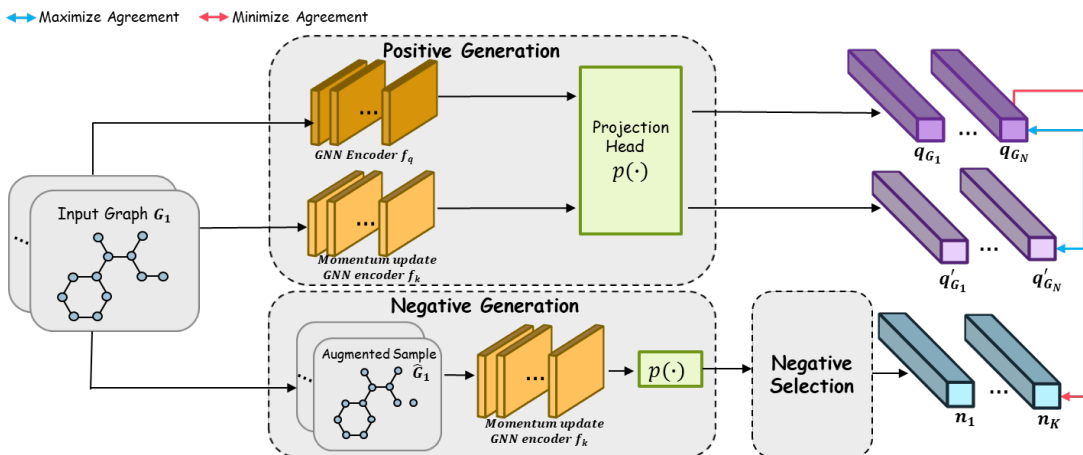 Maximize Agreement
Minimize Agreement
Positive Generation
GNN Encoder f_q
Projection
Head
p(·)
q_{G_1}
...
q_{G_N}
Input Graph G_1
...
...
Momentum update
GNN encoder f_k
...
q'_{G_1}
...
q'_{G_N}
Negative Generation
...
Augmented Sample
Ĝ_1
...
Momentum update
GNN encoder f_k
p(·)
Negative
Selection
n_1
...
n_K